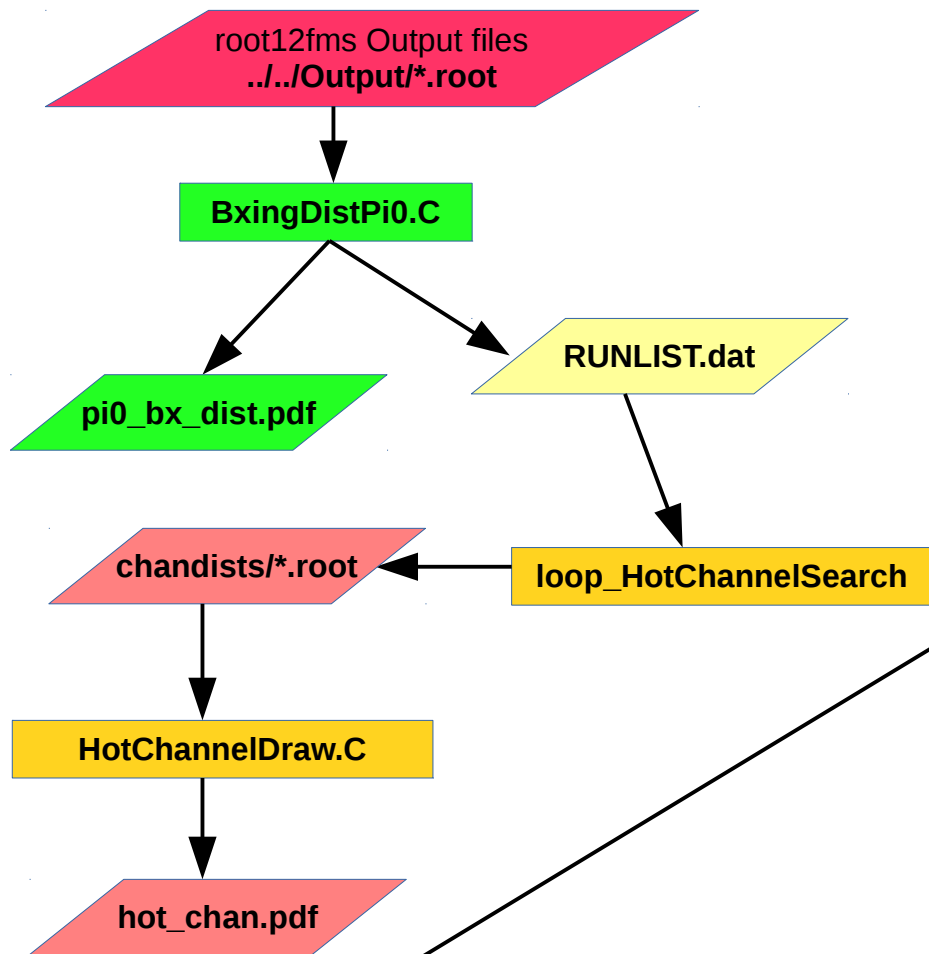 root12fms Output files
../../Output/*.root
BxingDistPi0.C
RUNLIST.dat
pi0_bx_dist.pdf
chandists/*.root
loop_HotChannelSearch
HotChannelDraw.C
hot_chan.pdf